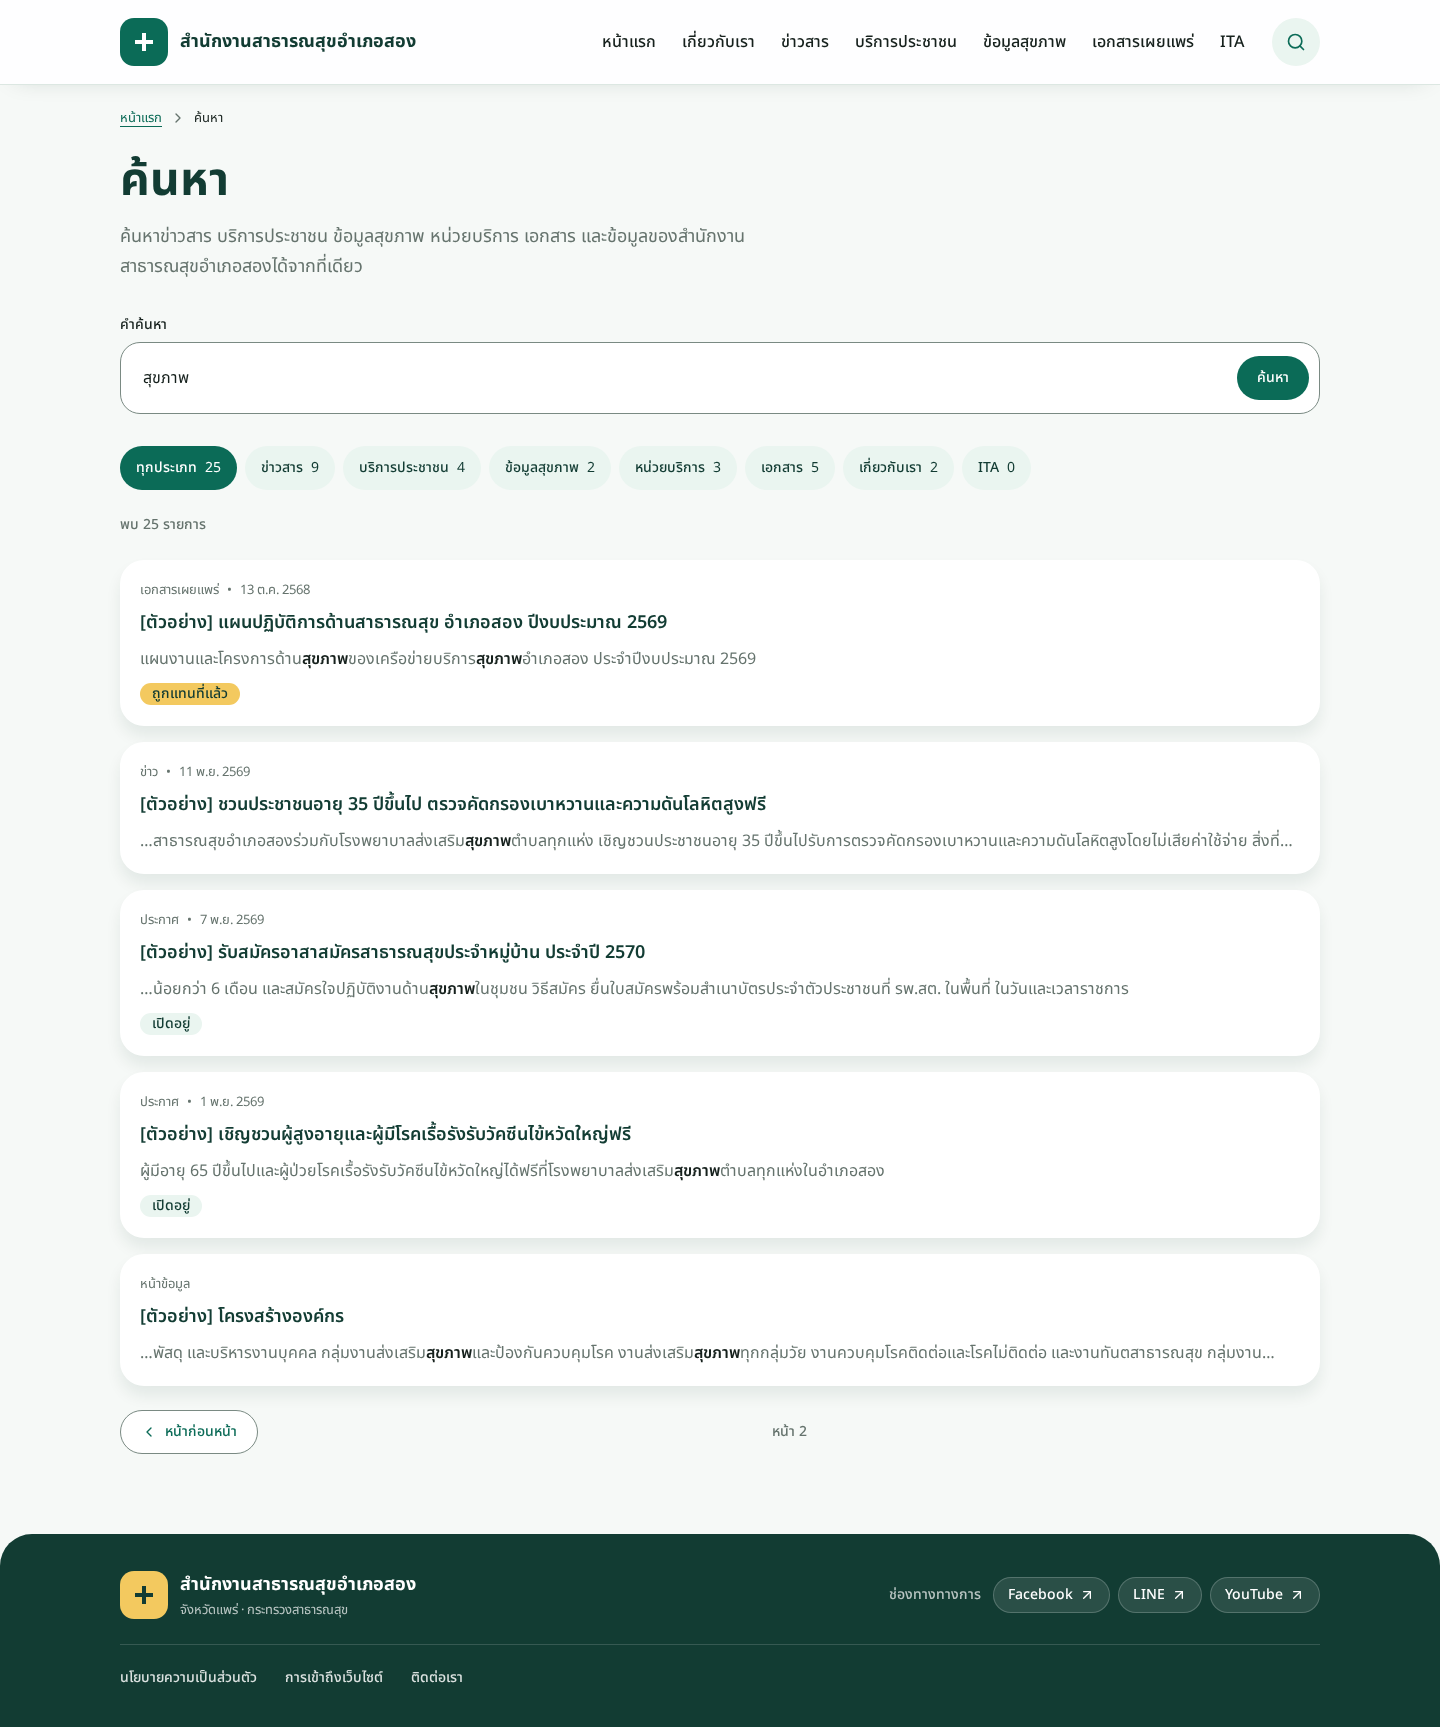 สำนักงานสาธารณสุขอำเภอสอง
หน้าแรก เกี่ยวกับเรา ข่าวสาร บริการประชาชน ข้อมูลสุขภาพ เอกสารเผยแพร่ ITA
หน้าแรก ค้นหา
ค้นหา
ค้นหาข่าวสาร บริการประชาชน ข้อมูลสุขภาพ หน่วยบริการ เอกสาร และข้อมูลของสำนักงาน
สาธารณสุขอำเภอสองได้จากที่เดียว
คำค้นหา
สุขภาพ ค้นหา
ทุกประเภท 25 ข่าวสาร 9 บริการประชาชน 4 ข้อมูลสุขภาพ 2 หน่วยบริการ 3 เอกสาร 5 เกี่ยวกับเรา 2 ITA 0
พบ 25 รายการ
เอกสารเผยแพร่ • 13 ต.ค. 2568
[ตัวอย่าง] แผนปฏิบัติการด้านสาธารณสุข อำเภอสอง ปีงบประมาณ 2569
แผนงานและโครงการด้านสุขภาพของเครือข่ายบริการสุขภาพอำเภอสอง ประจำปีงบประมาณ 2569
ถูกแทนที่แล้ว
ข่าว • 11 พ.ย. 2569
[ตัวอย่าง] ชวนประชาชนอายุ 35 ปีขึ้นไป ตรวจคัดกรองเบาหวานและความดันโลหิตสูงฟรี
…สาธารณสุขอำเภอสองร่วมกับโรงพยาบาลส่งเสริมสุขภาพตำบลทุกแห่ง เชิญชวนประชาชนอายุ 35 ปีขึ้นไปรับการตรวจคัดกรองเบาหวานและความดันโลหิตสูงโดยไม่เสียค่าใช้จ่าย สิ่งที่…
ประกาศ • 7 พ.ย. 2569
[ตัวอย่าง] รับสมัครอาสาสมัครสาธารณสุขประจำหมู่บ้าน ประจำปี 2570
…น้อยกว่า 6 เดือน และสมัครใจปฏิบัติงานด้านสุขภาพในชุมชน วิธีสมัคร ยื่นใบสมัครพร้อมสำเนาบัตรประจำตัวประชาชนที่ รพ.สต. ในพื้นที่ ในวันและเวลาราชการ
เปิดอยู่
ประกาศ • 1 พ.ย. 2569
[ตัวอย่าง] เชิญชวนผู้สูงอายุและผู้มีโรคเรื้อรังรับวัคซีนไข้หวัดใหญ่ฟรี
ผู้มีอายุ 65 ปีขึ้นไปและผู้ป่วยโรคเรื้อรังรับวัคซีนไข้หวัดใหญ่ได้ฟรีที่โรงพยาบาลส่งเสริมสุขภาพตำบลทุกแห่งในอำเภอสอง
เปิดอยู่
หน้าข้อมูล
[ตัวอย่าง] โครงสร้างองค์กร
…พัสดุ และบริหารงานบุคคล กลุ่มงานส่งเสริมสุขภาพและป้องกันควบคุมโรค งานส่งเสริมสุขภาพทุกกลุ่มวัย งานควบคุมโรคติดต่อและโรคไม่ติดต่อ และงานทันตสาธารณสุข กลุ่มงาน…
หน้าก่อนหน้า หน้า 2
สำนักงานสาธารณสุขอำเภอสอง
จังหวัดแพร่ · กระทรวงสาธารณสุข
ช่องทางทางการ Facebook LINE YouTube
นโยบายความเป็นส่วนตัว การเข้าถึงเว็บไซต์ ติดต่อเรา